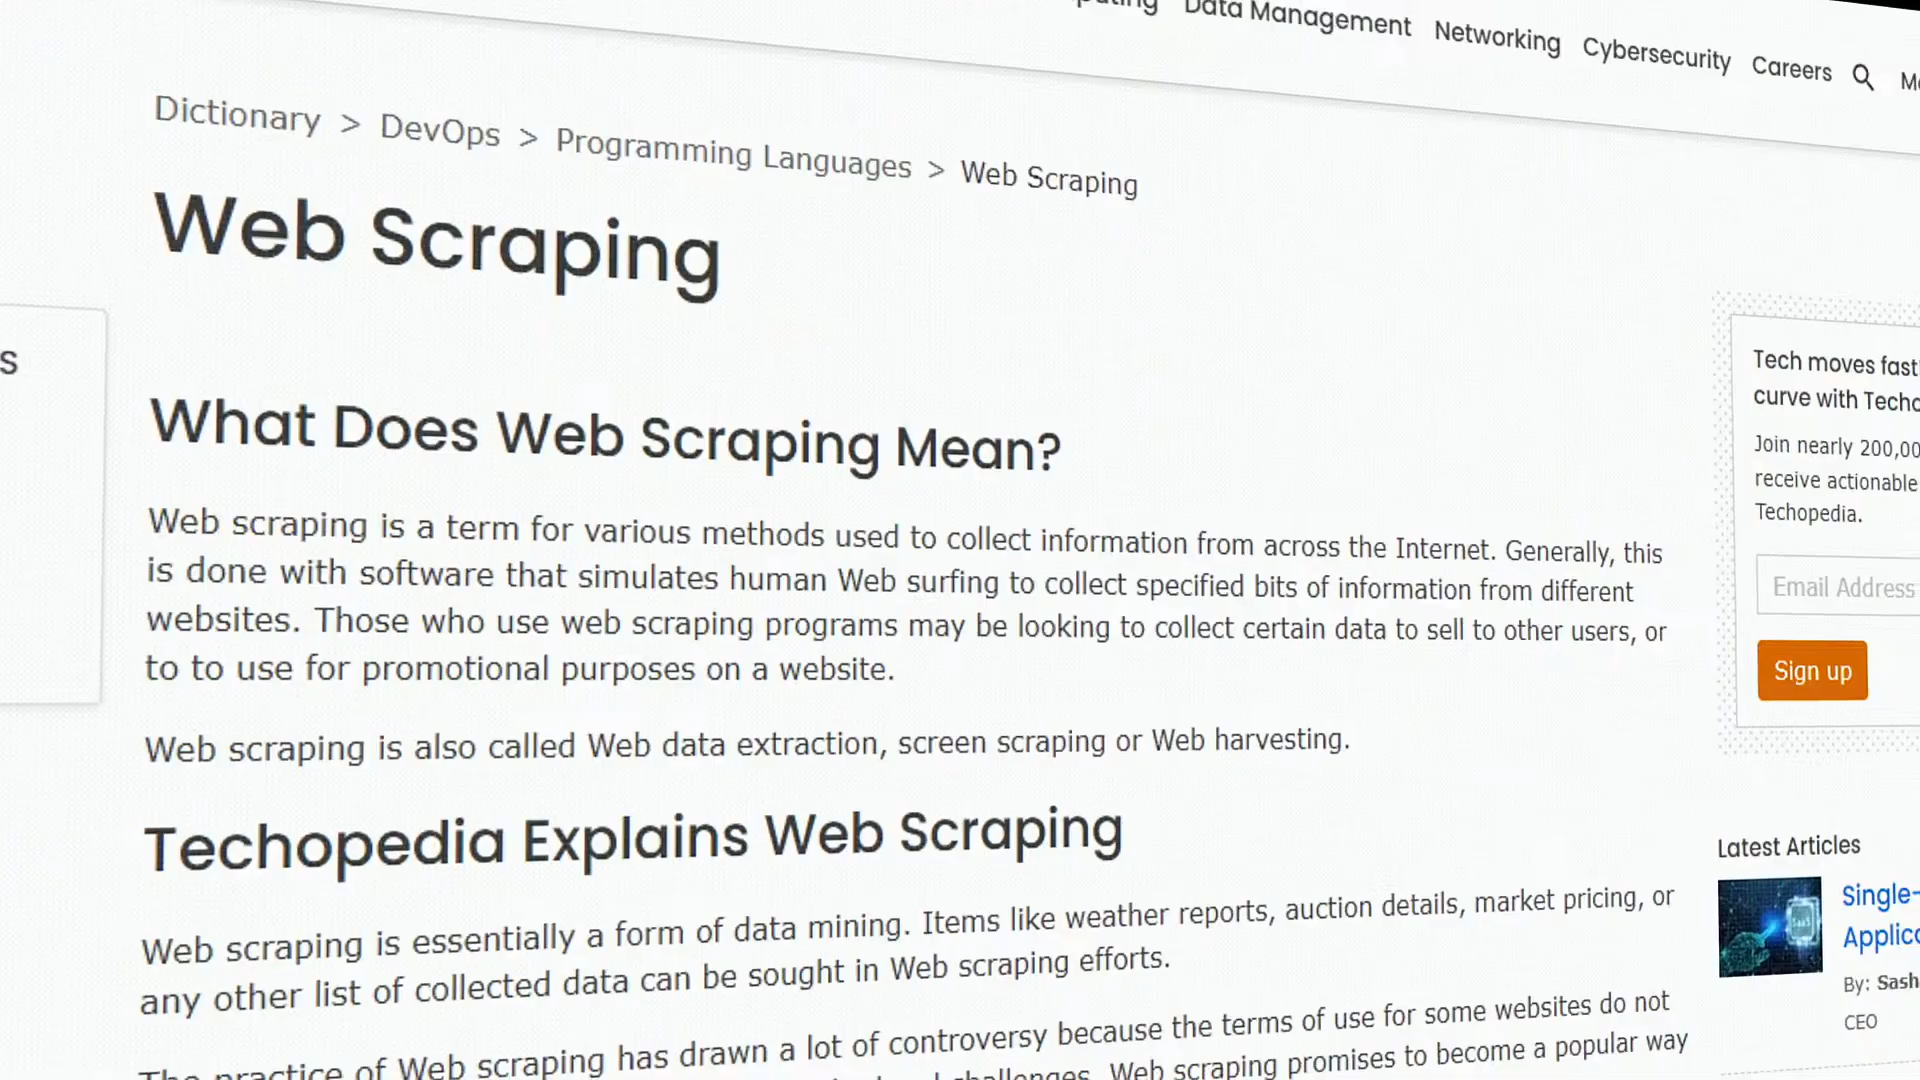 Data Management Networking Cybersecurity Careers
Dictionary > DevOps > Programming Languages > Web Scraping
Web Scraping
What Does Web Scraping Mean?
Web scraping is a term for various methods used to collect information from across the Internet. Generally, this
is done with software that simulates human Web surfing to collect specified bits of information from different
websites. Those who use web scraping programs may be looking to collect certain data to sell to other users, or
to to use for promotional purposes on a website.
Web scraping is also called Web data extraction, screen scraping or Web harvesting.
Techopedia Explains Web Scraping
Web scraping is essentially a form of data mining. Items like weather reports, auction details, market pricing, or
any other list of collected data can be sought in Web scraping efforts.
The practice of Web scraping has drawn a lot of controversy because the terms of use for some websites do not
challenges. Web scraping promises to become a popular way
Tech moves fast!
curve with
Join nearly 200,00
receive actionable
Techopedia.
Email Address
Sign up
Latest Articles
Single-
By: Sash
CEO